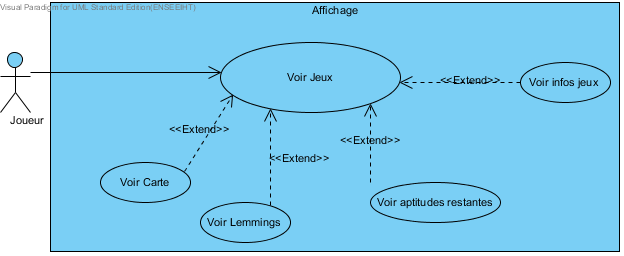 Visual Paradigm for UML Standard Edition(ENSEEIHT)
Affichage
Voir Jeux
<<Extend>>
Voir infos jeux
Joueur
<<Extend>>
<<Extend>>
<<Extend>>
Voir Carte
Voir aptitudes restantes
Voir Lemmings